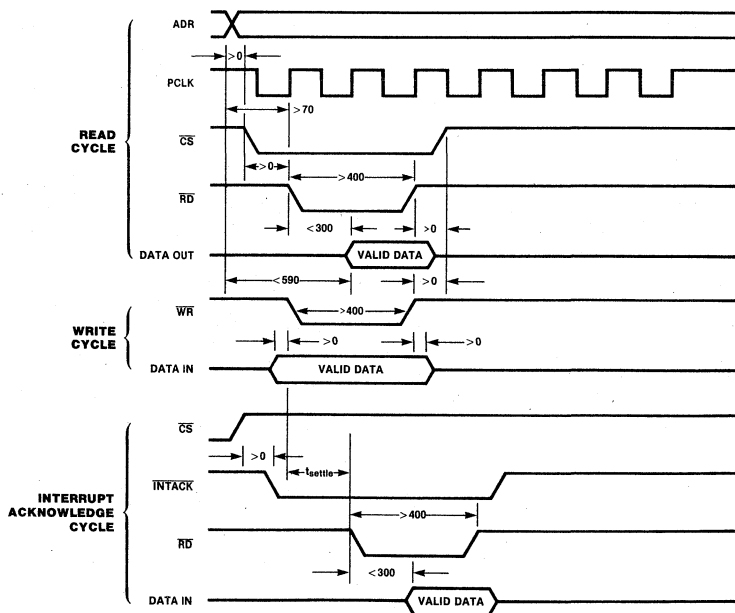 ADR
>0
PCLK
>70
READ
CYCLE
CS
>0
>400
RD
<300
>0
DATA OUT
VALID DATA
<590
>0
WR
>400
WRITE
CYCLE
>0
>0
DATA IN
VALID DATA
CS
>0
tsettle
INTACK
INTERRUPT
ACKNOWLEDGE
CYCLE
>400
RD
<300
DATA IN
VALID DATA